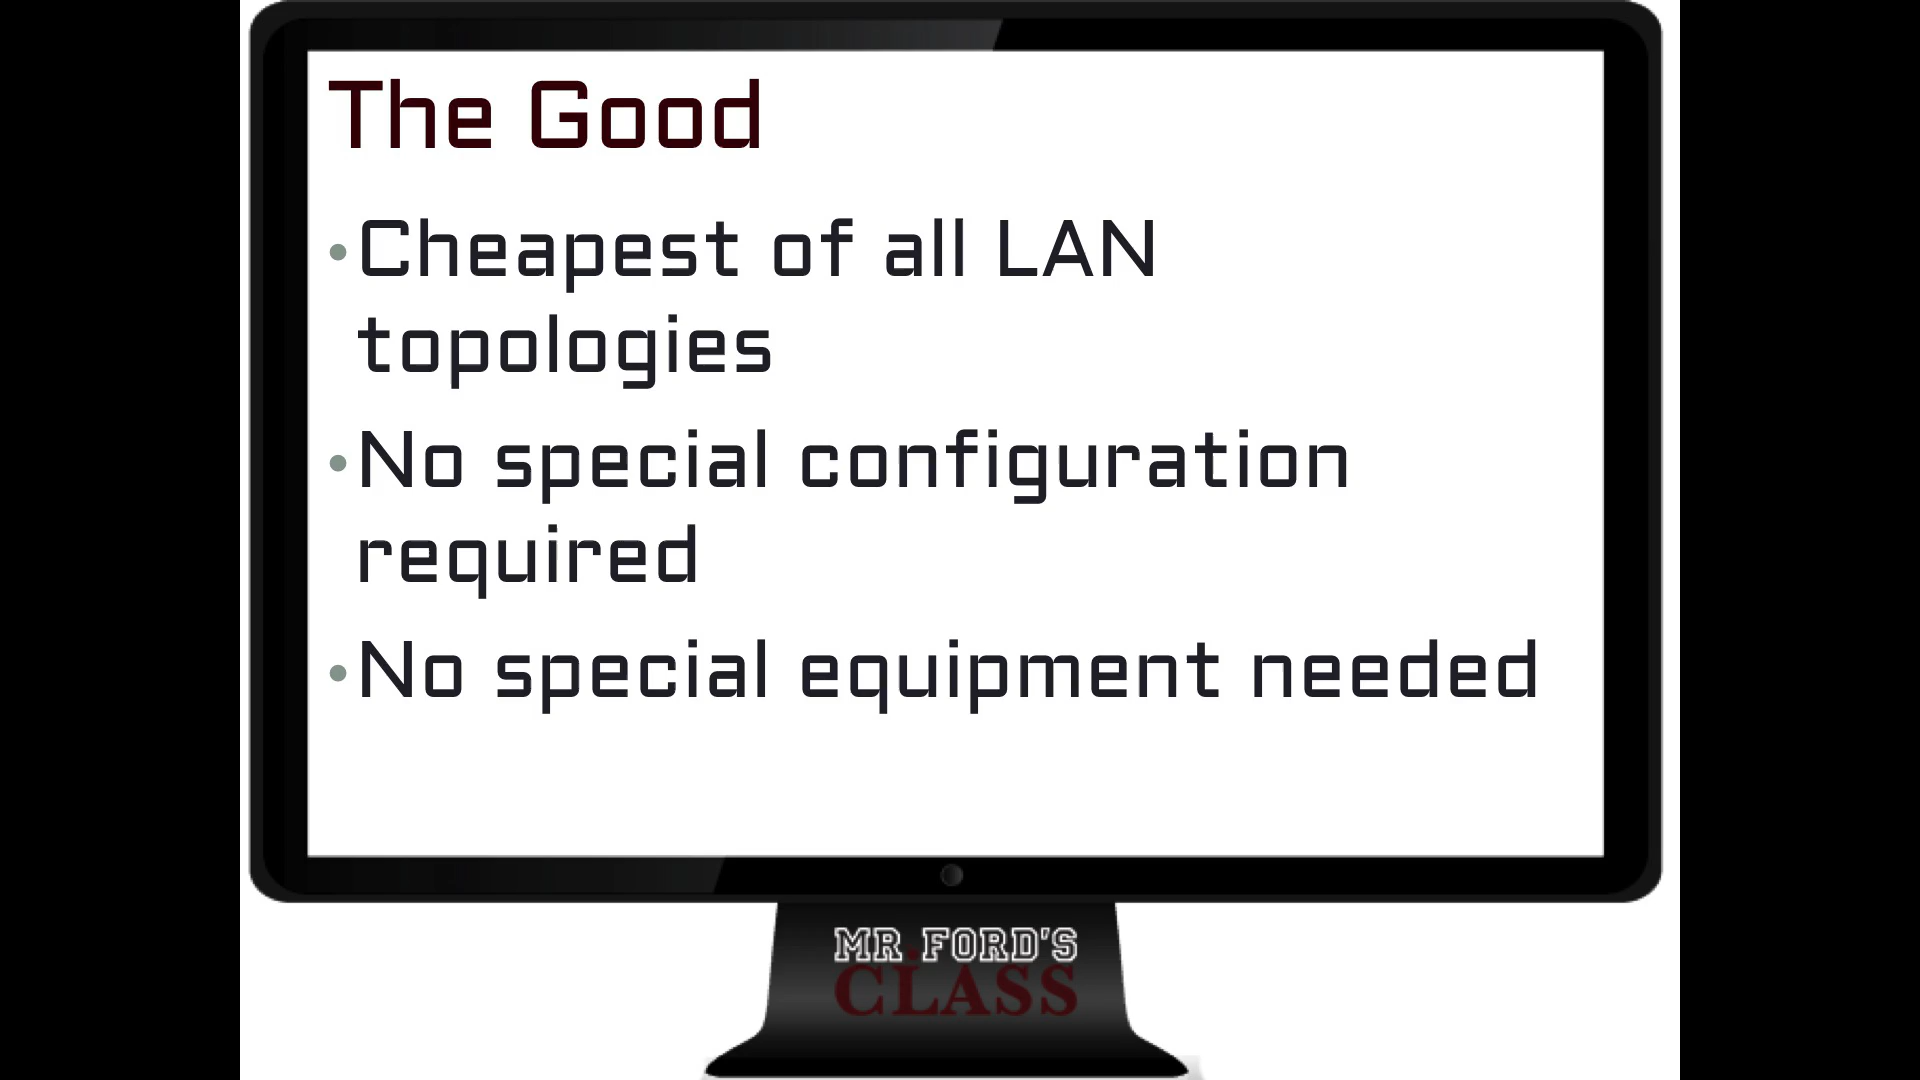 The Good
•Cheapest of all LAN
topologies
•No special configuration
required
•No special equipment needed
MR FORD'S
CLASS